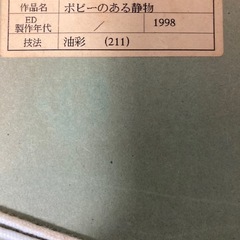 作品名 ポピーのある静物
ED ／
製作年代 1998
技法 油彩 (211)